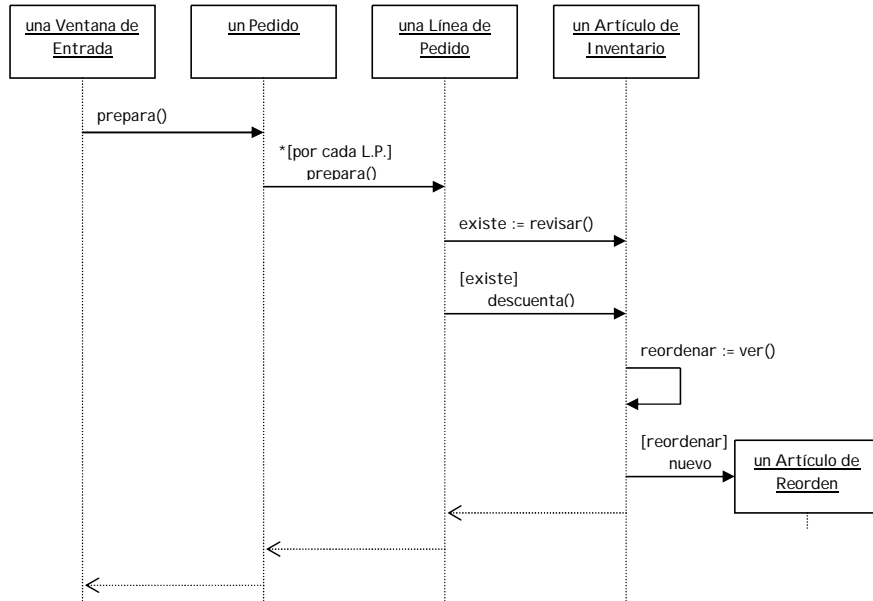 una Ventana de
Entrada
un Pedido
una Línea de
Pedido
un Artículo de
Inventario
prepara()
*[por cada L.P.]
prepara()
existe := revisar()
[existe]
descuenta()
reordenar := ver()
[reordenar]
nuevo
un Artículo de
Reorden